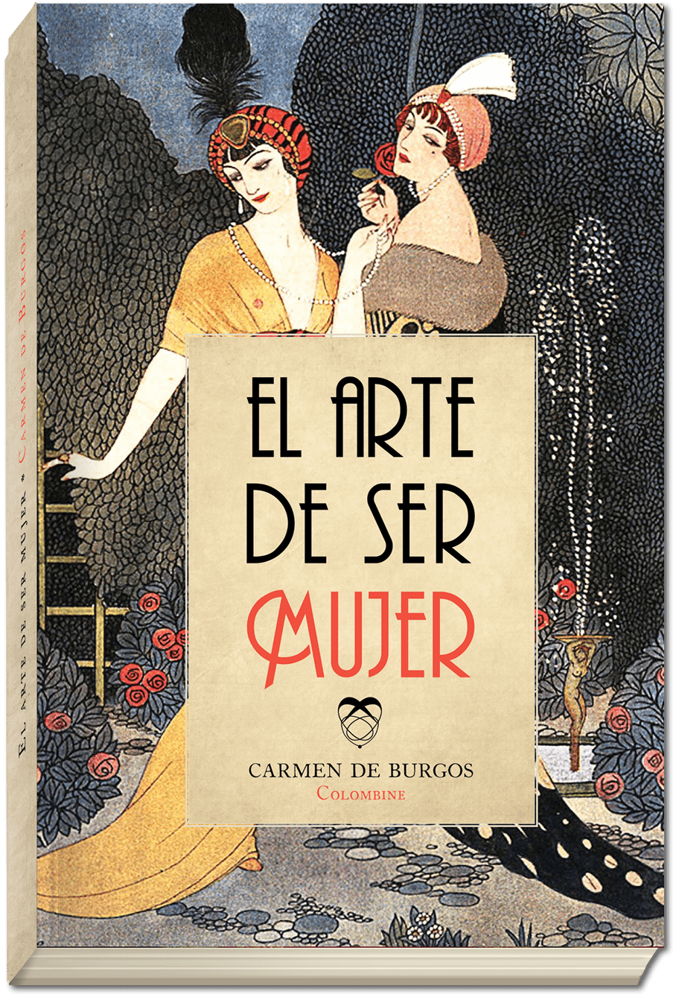 EL ARTE
DE SER
MUJER
CARMEN DE BURGOS
COLOMBINE
EL ARTE DE SER MUJER * CARMEN DE BURGOS